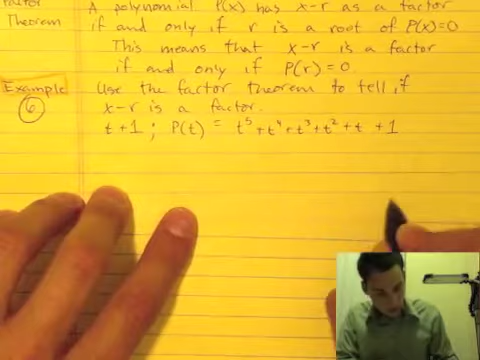 Factor
Theorem
A polynomial P(x) has x-r as a factor
if and only if r is a root of P(x)=0
This means that x-r is a factor
if and only if P(r)=0.
Example
6
Use the factor theorem to tell if
x-r is a factor.
t+1 ; P(t) = t⁵+t⁴+t³+t²+t+1